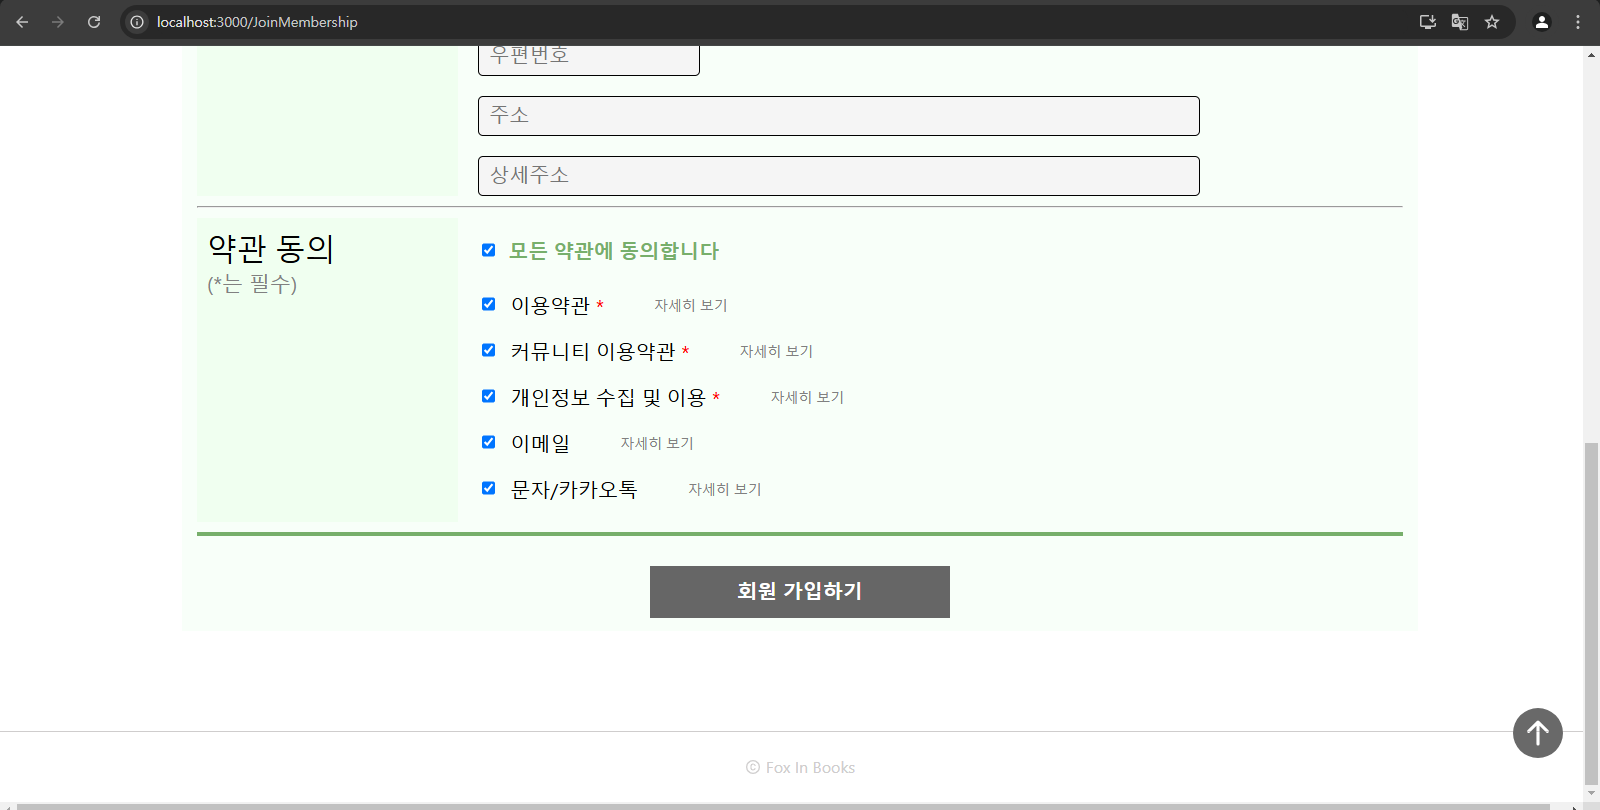 localhost:3000/JoinMembership
우편번호
주소
상세주소
약관 동의
(*는 필수)
모든 약관에 동의합니다
이용약관 * 자세히 보기
커뮤니티 이용약관 * 자세히 보기
개인정보 수집 및 이용 * 자세히 보기
이메일 자세히 보기
문자/카카오톡 자세히 보기
회원 가입하기
© Fox In Books